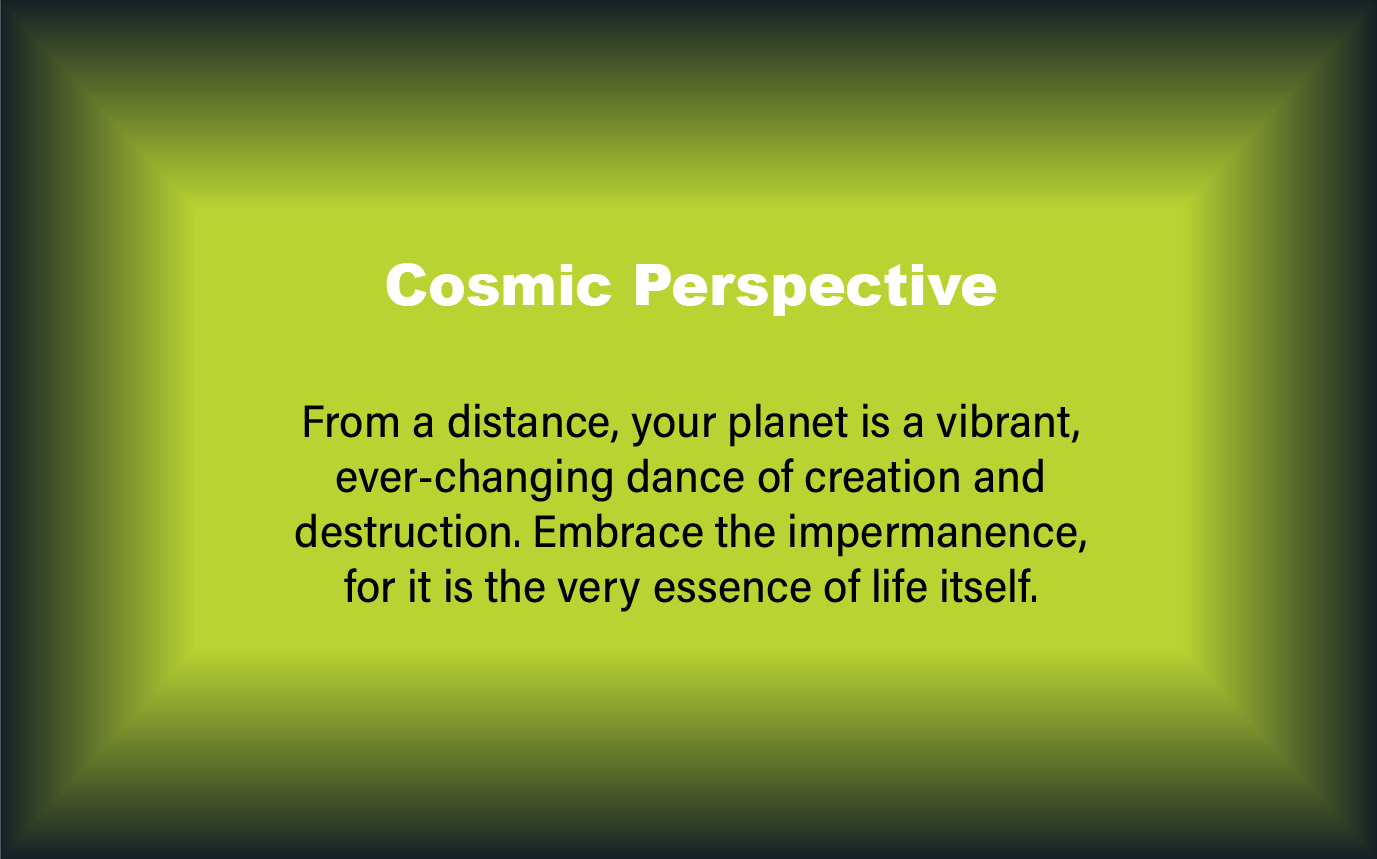 Cosmic Perspective
From a distance, your planet is a vibrant,
ever-changing dance of creation and
destruction. Embrace the impermanence,
for it is the very essence of life itself.